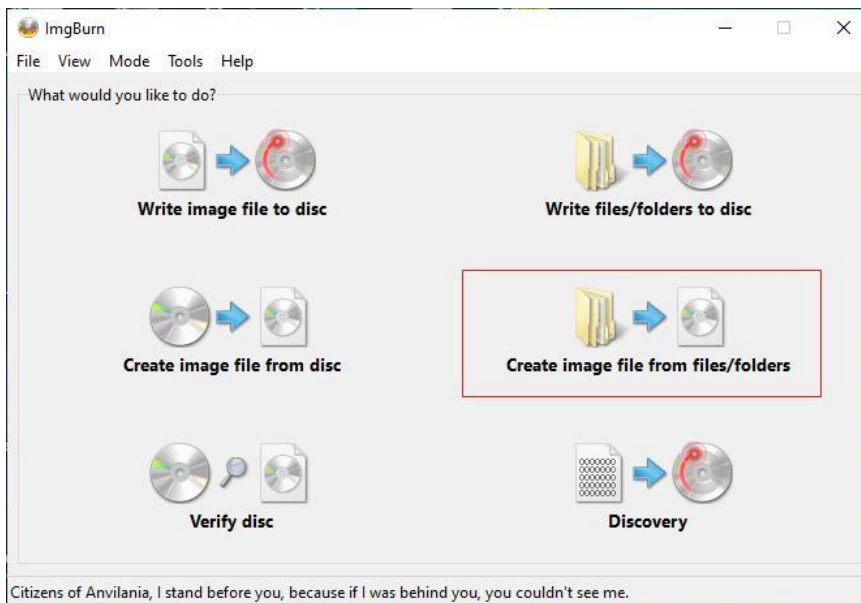 ImgBurn
File View Mode Tools Help
What would you like to do?
Write image file to disc
Write files/folders to disc
Create image file from disc
Create image file from files/folders
Verify disc
Discovery
Citizens of Anvilania, I stand before you, because if I was behind you, you couldn't see me.